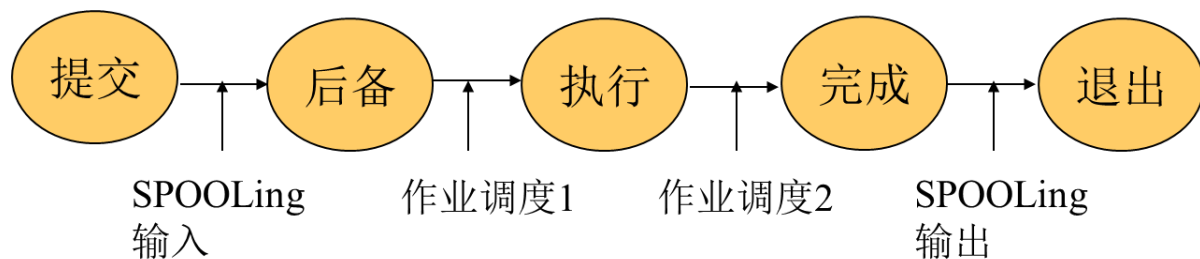 提交
后备
执行
完成
退出
SPOOLing
输入
作业调度1
作业调度2
SPOOLing
输出